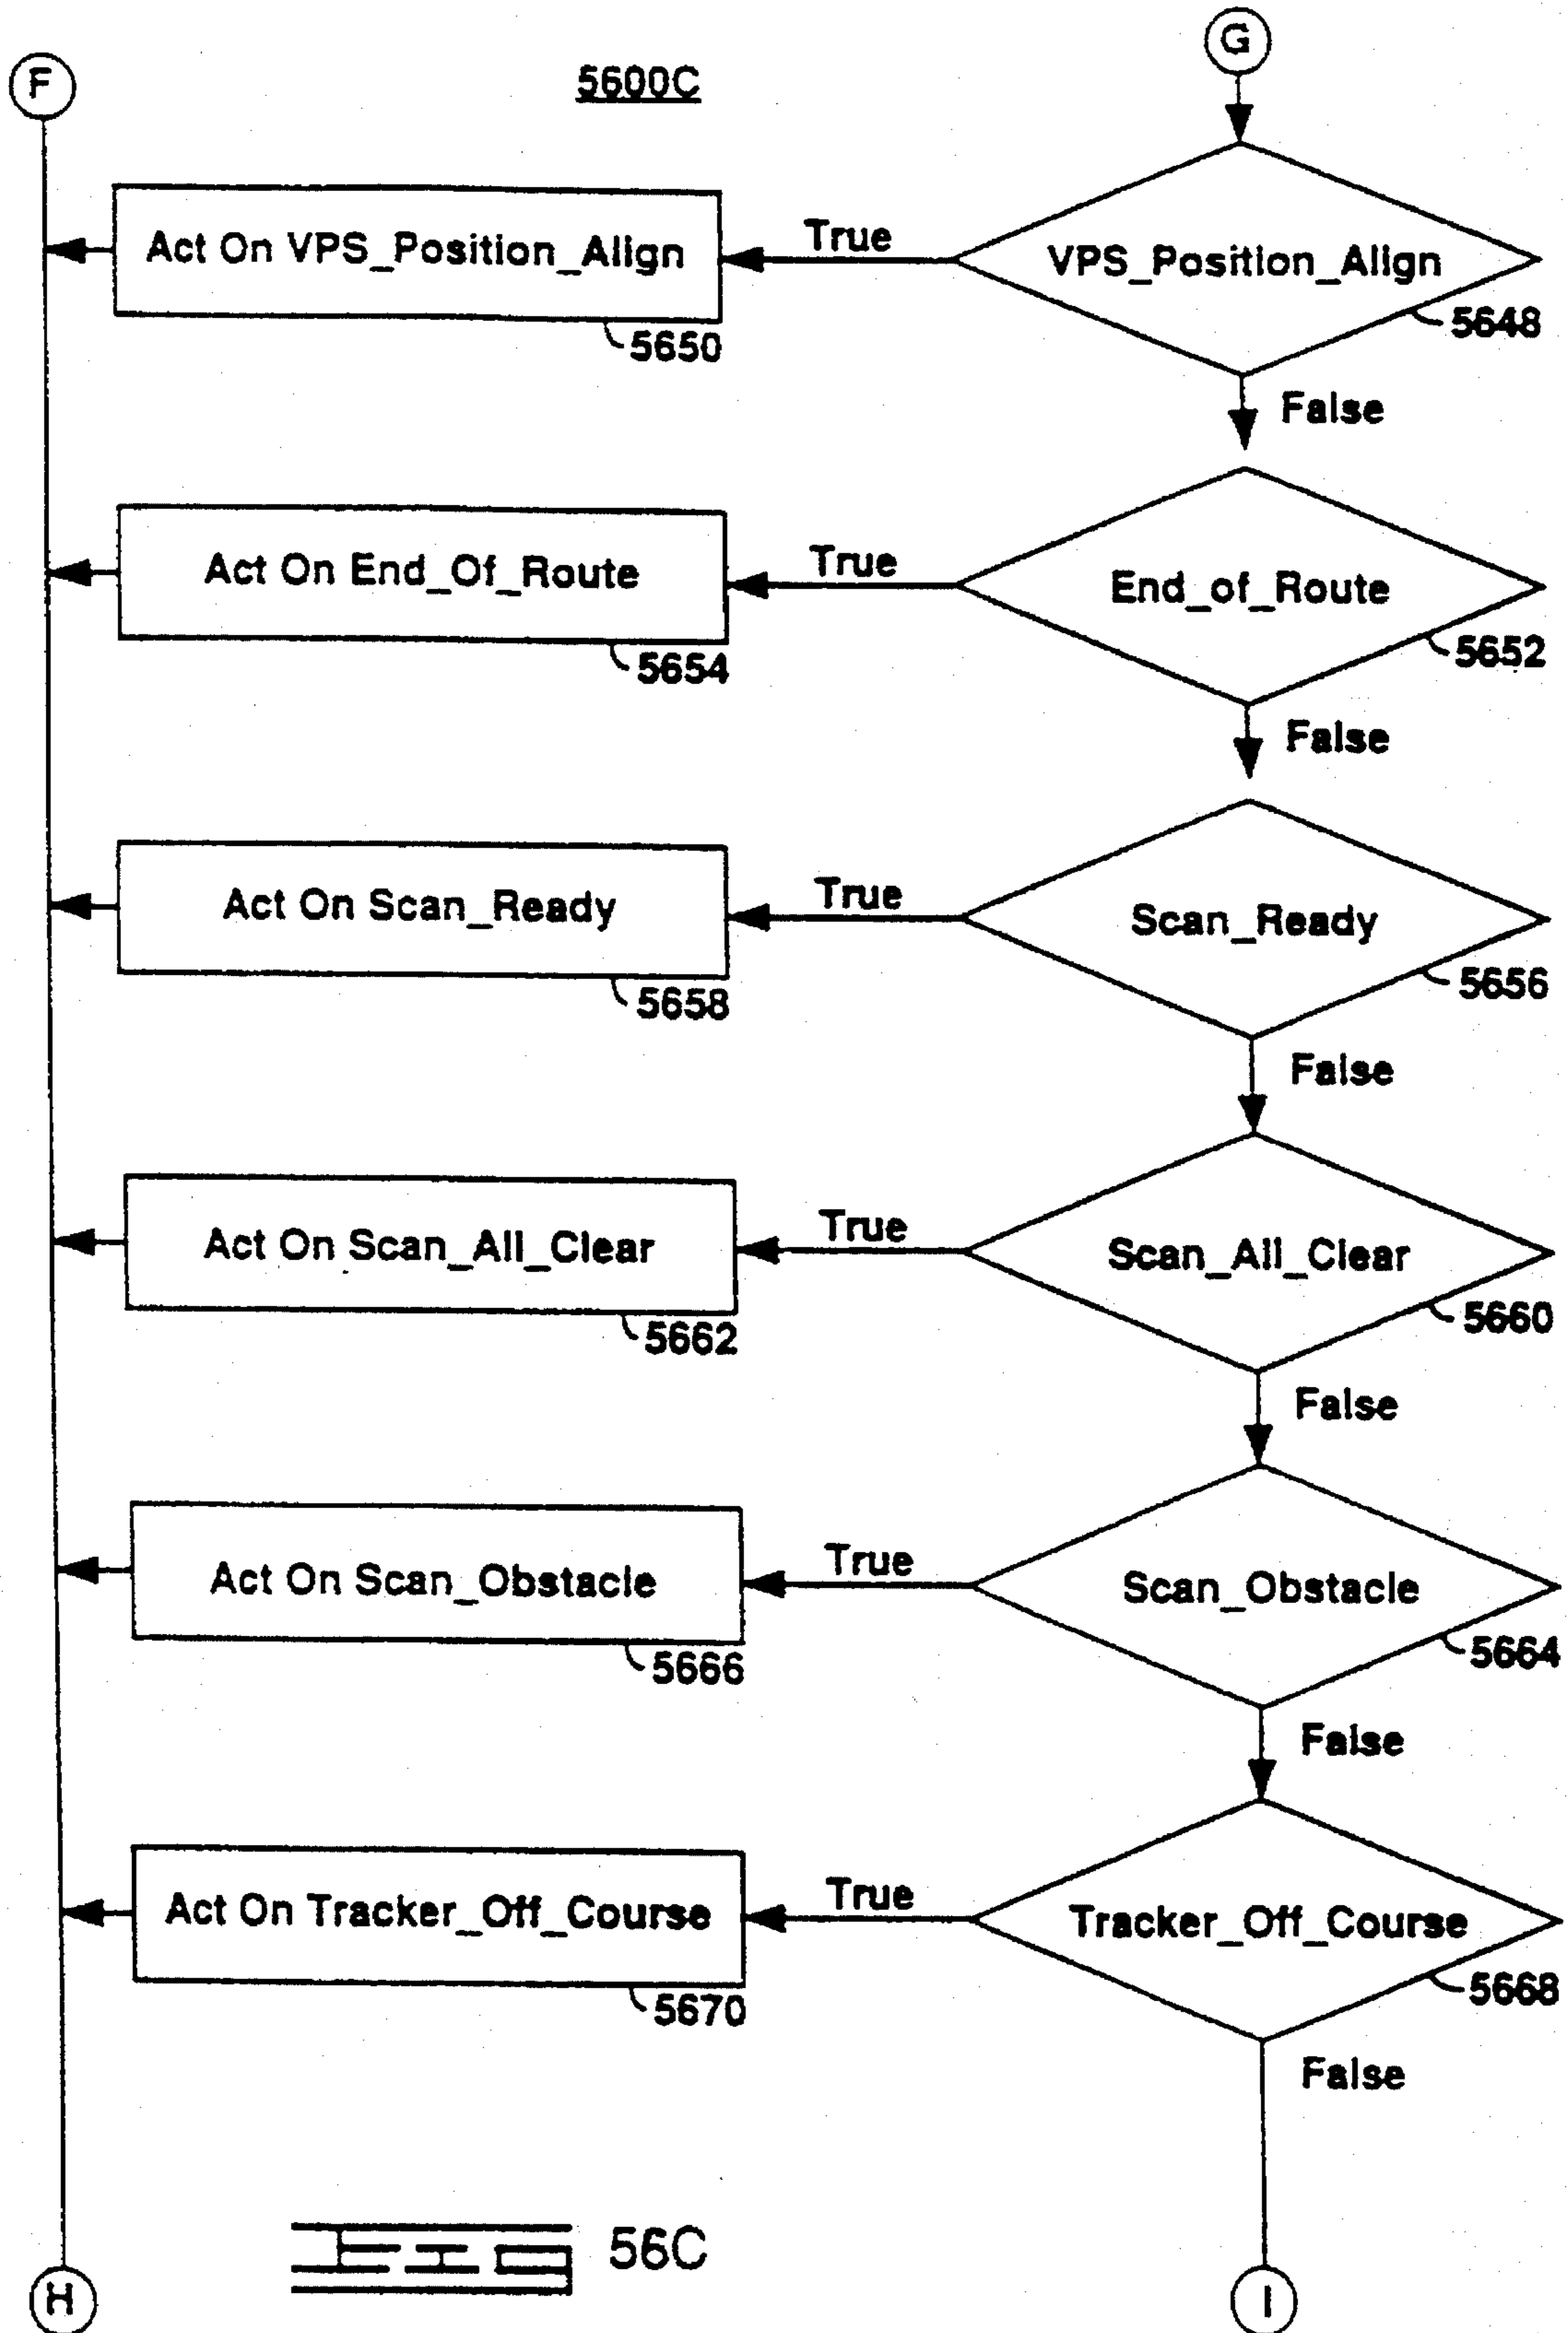 G
F
5600C
VPS_Position_Align
True
Act On VPS_Position_Align
5648
5650
False
End_of_Route
True
Act On End_Of_Route
5652
5654
False
Scan_Ready
True
Act On Scan_Ready
5656
5658
False
Scan_All_Clear
True
Act On Scan_All_Clear
5660
5662
False
Scan_Obstacle
True
Act On Scan_Obstacle
5664
5666
False
Tracker_Off_Course
True
Act On Tracker_Off_Course
5668
5670
False
FIG 56C
H
I